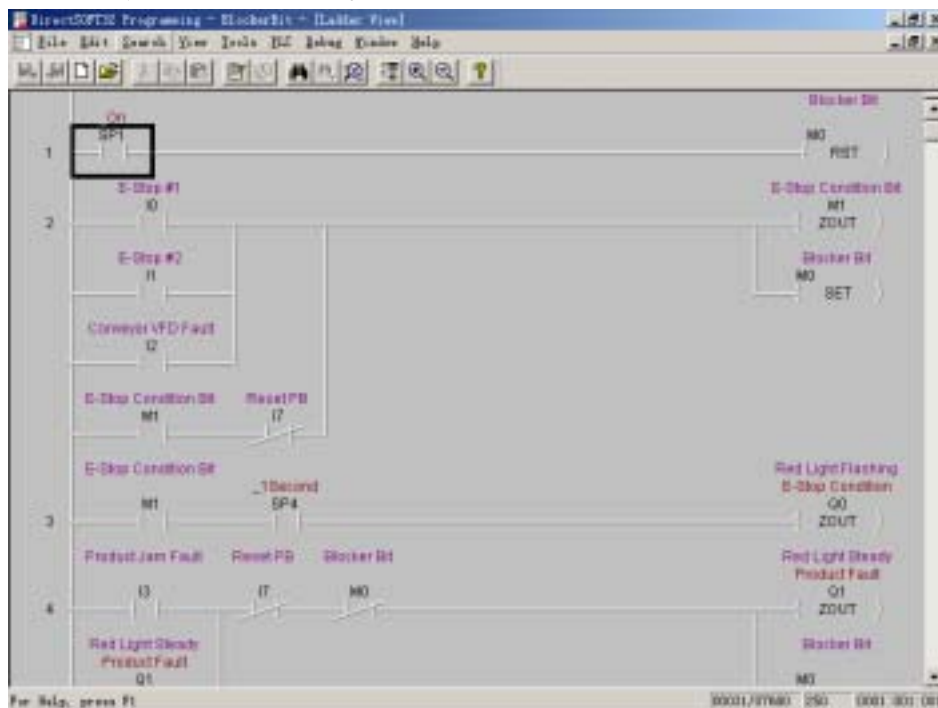 DirectSOFT32 Programming - BlockerBit - [Ladder View]
File Edit Search View Tools PLC Debug Window Help
Blocker Bit
On
SP1
M0
1
RST
E-Stop #1
E-Stop Condition Bit
I0
M1
2
ZOUT
E-Stop #2
Blocker Bit
I1
M0
SET
Conveyor VFD Fault
I2
E-Stop Condition Bit
Reset PB
M1
I7
E-Stop Condition Bit
Red Light Flashing
_1Second
E-Stop Condition
M1
SP4
Q0
3
ZOUT
Product Jam Fault
Reset PB
Blocker Bit
Red Light Steady
Product Fault
I3
I7
M0
Q1
4
ZOUT
Red Light Steady
Blocker Bit
Product Fault
Q1
M0
For Help, press F1
00031/07680 250